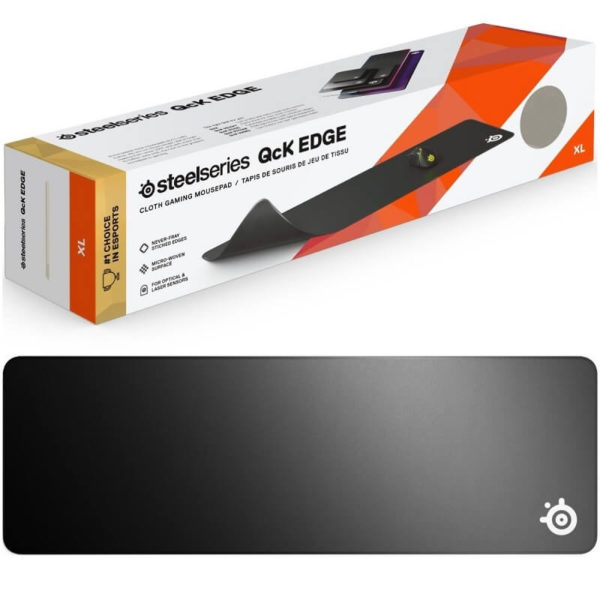 steelseries QcK EDGE
steelseries QcK EDGE
CLOTH GAMING MOUSEPAD / TAPIS DE SOURIS DE JEU DE TISSU
XL
steelseries QcK EDGE
#1 CHOICE
IN ESPORTS
XL
NEVER-FRAY
STICHED EDGES
MICRO-WOVEN
SURFACE
FOR OPTICAL &
LASER SENSORS